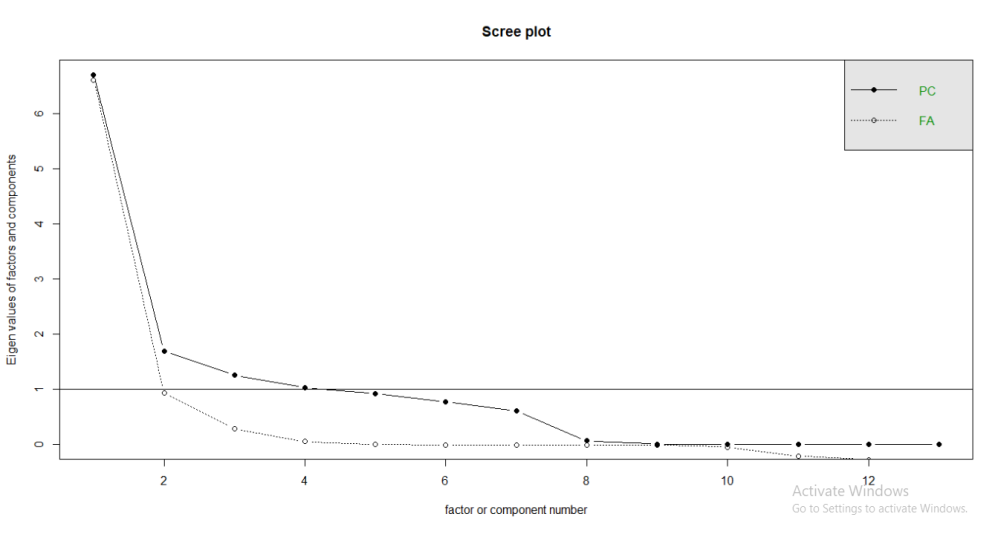 Scree plot
PC
FA
Eigen values of factors and components
6
5
4
3
2
1
0
2
4
6
8
10
12
factor or component number
Activate Windows
Go to Settings to activate Windows.